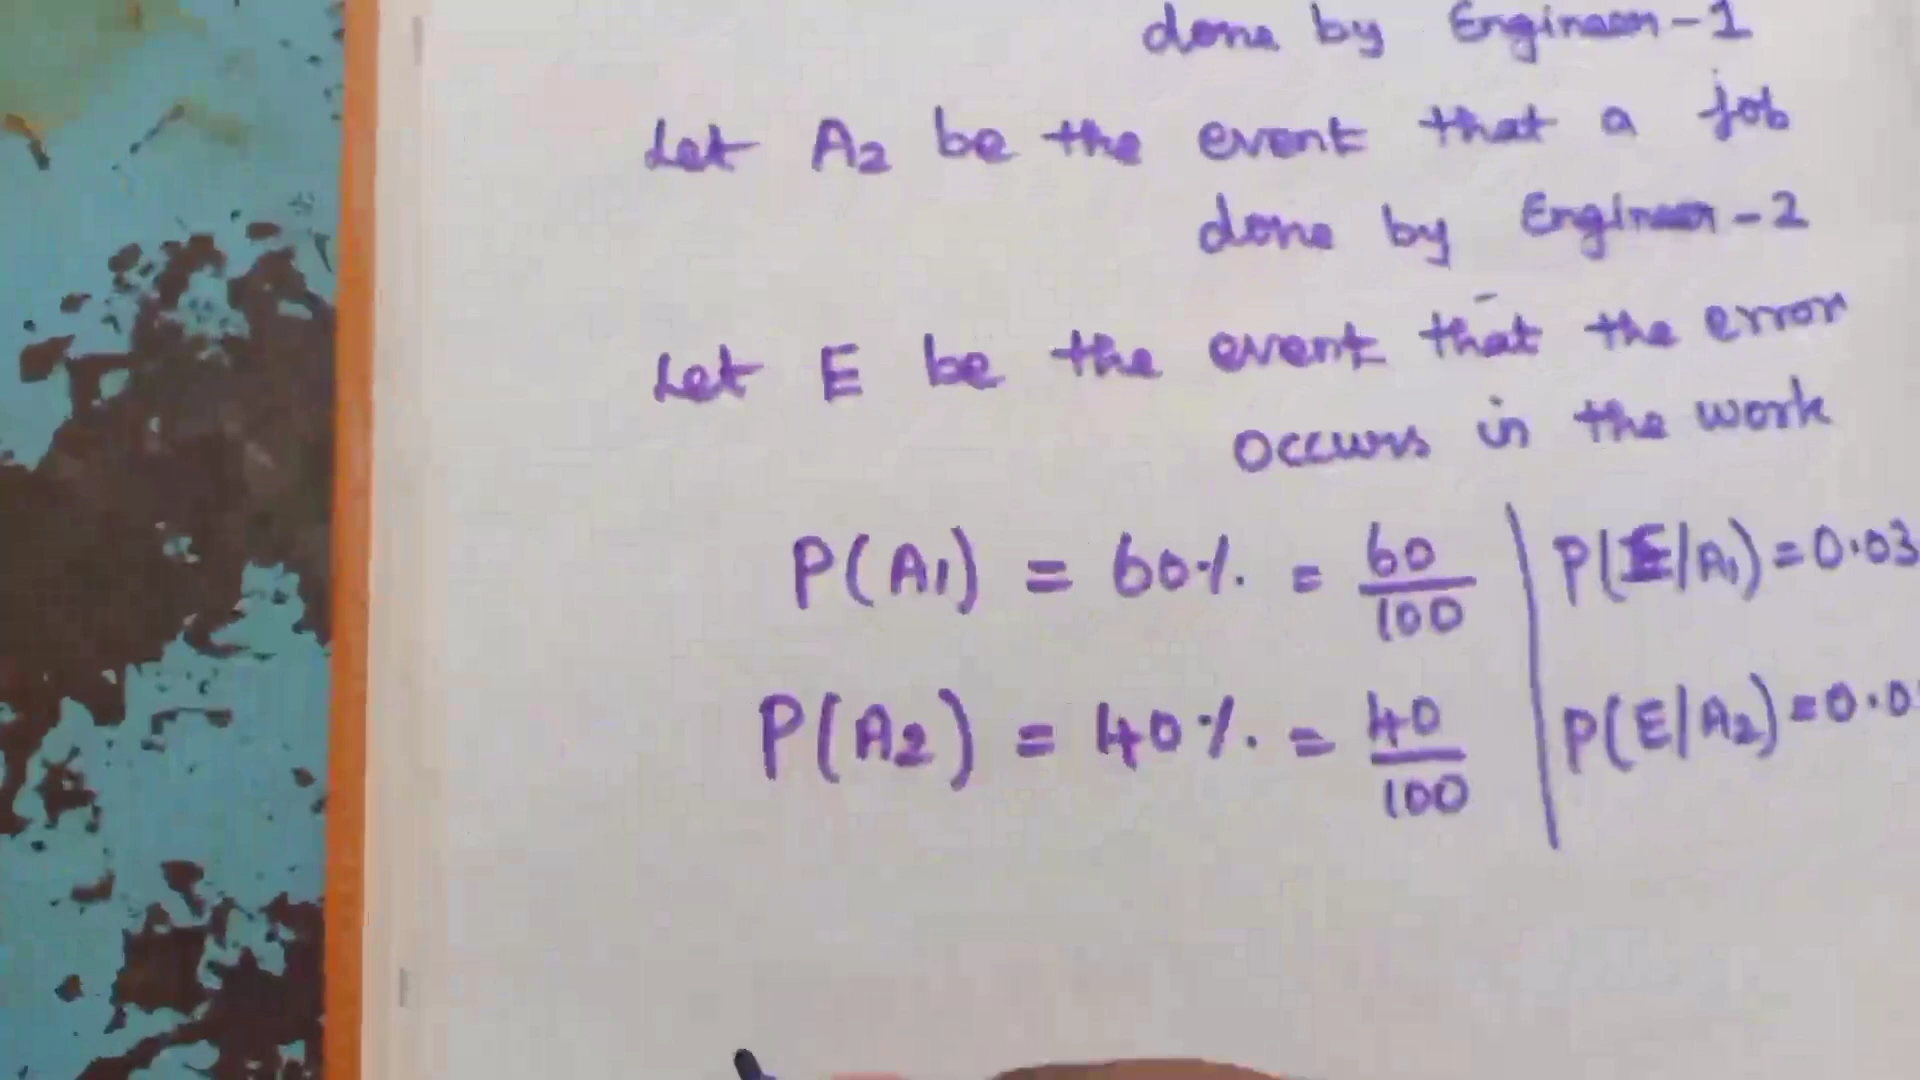 done by Engineer-1
Let A2 be the event that a job
done by Engineer-2
Let E be the event that the error
occurs in the work
P(A1) = 60% = 60/100 | P(E/A1) = 0.03
P(A2) = 40% = 40/100 | P(E/A2) = 0.0